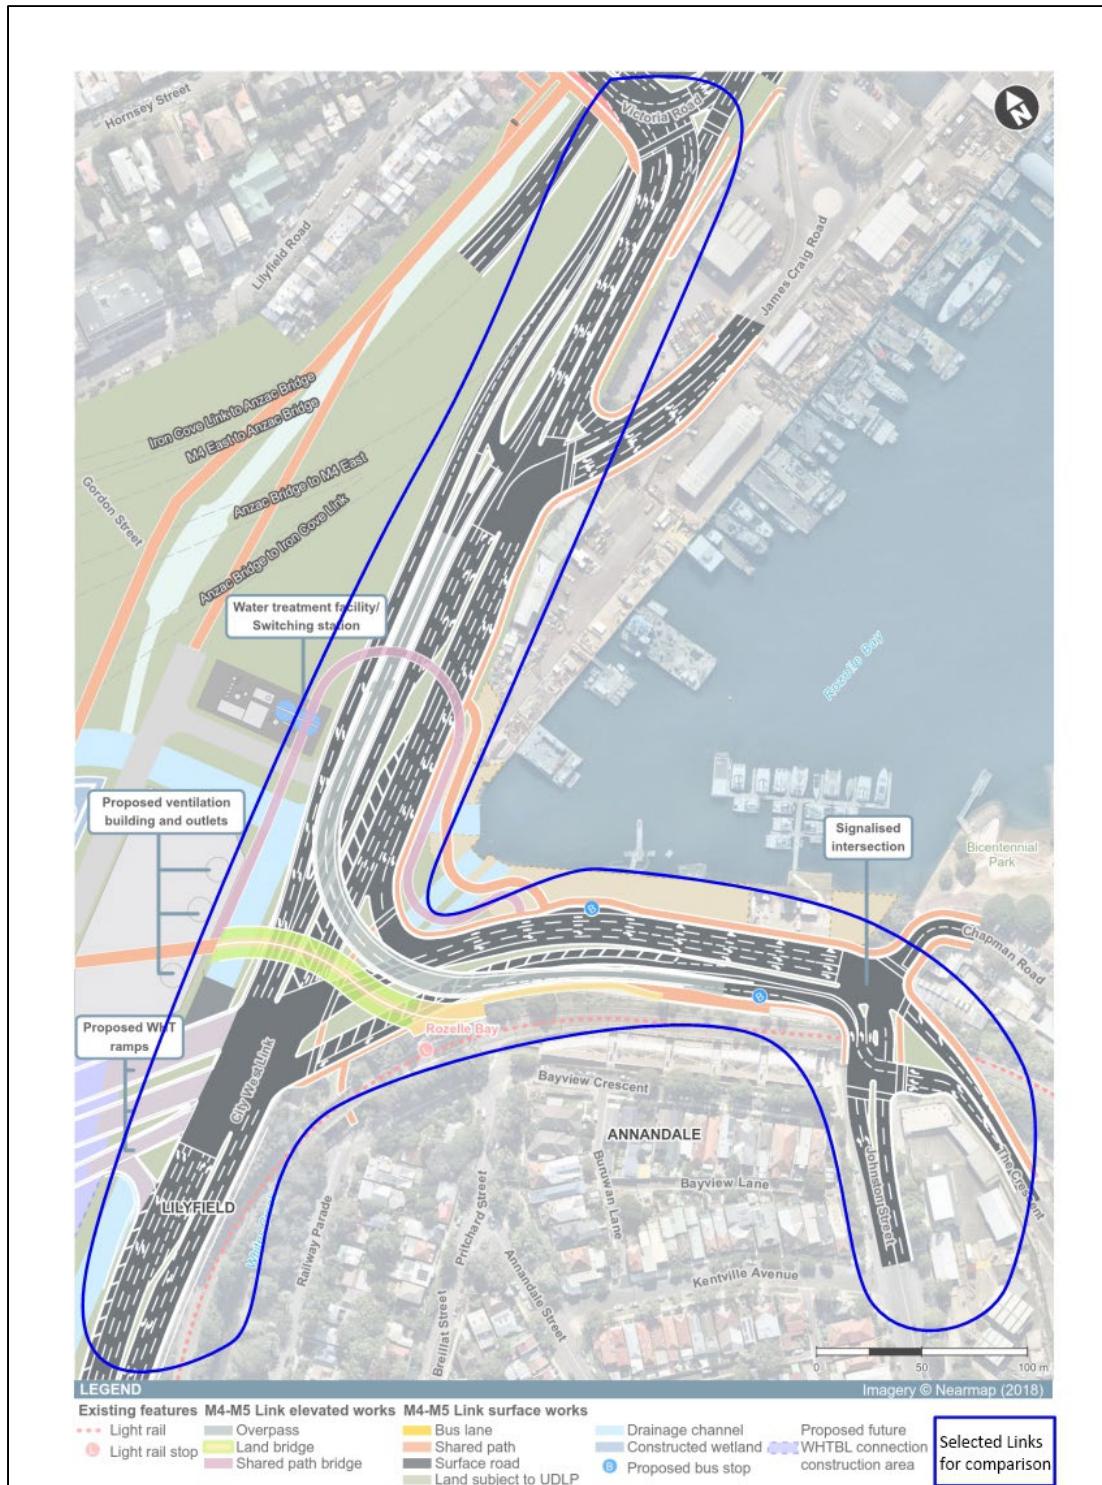 Hornsey Street
Victoria Road
N
Lilyfield Road
James Craig Road
Iron Cove Link to Anzac Bridge
M4 East to Anzac Bridge
Gordon Street
Anzac Bridge to M4 East
Anzac Bridge to Iron Cove Link
Water treatment facility/
Switching station
Rozelle Bay
Proposed ventilation
building and outlets
Signalised
intersection
Bicentennial
Park
B
Chapman Road
B
Proposed WHT
ramps
Rozelle Bay
L
City West Link
Bayview Crescent
ANNANDALE
Buruwan Lane
Bayview Lane
Johnston Street
The Crescent
LILYFIELD
Railway Parade
Pritchard Street
Annandale Street
Kentville Avenue
Breillat Street
0 50 100 m
LEGEND
Imagery © Nearmap (2018)
Existing features
Light rail
L Light rail stop
M4-M5 Link elevated works
Overpass
Land bridge
Shared path bridge
M4-M5 Link surface works
Bus lane
Shared path
Surface road
Land subject to UDLP
Drainage channel
Constructed wetland
B Proposed bus stop
Proposed future
WHTBL connection
construction area
Selected Links
for comparison